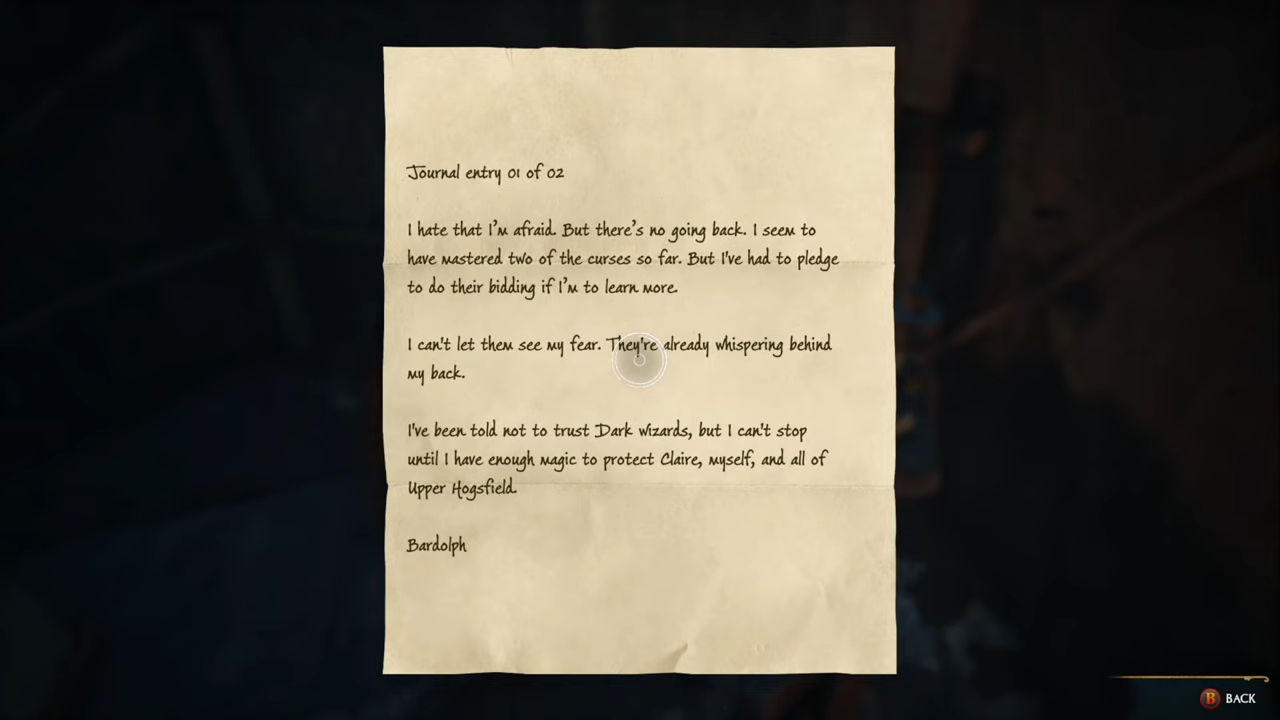 Journal entry 01 of 02
I hate that I'm afraid. But there's no going back. I seem to
have mastered two of the curses so far. But I've had to pledge
to do their bidding if I'm to learn more.
I can't let them see my fear. They're already whispering behind
my back.
I've been told not to trust Dark Wizards, but I can't stop
until I have enough magic to protect Claire, myself, and all of
Upper Hogsfield.
Bardolph
B BACK